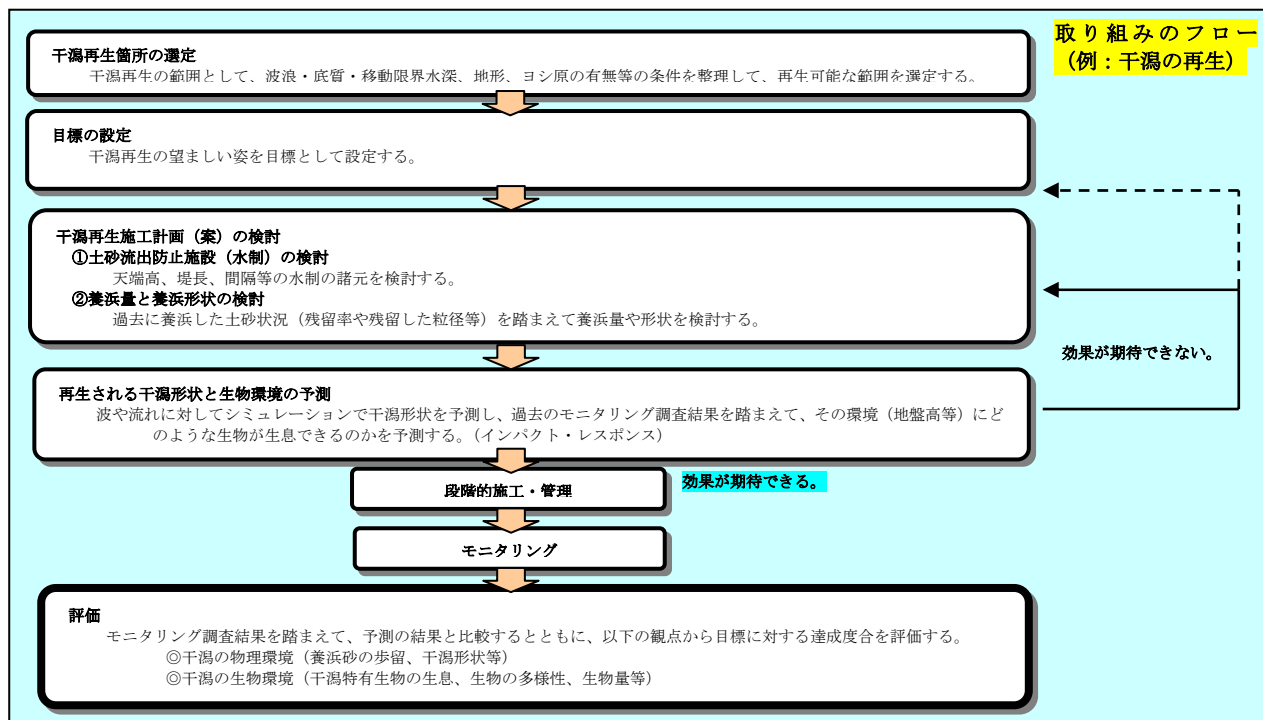 取り組みのフロー
（例：干潟の再生）
干潟再生箇所の選定
干潟再生の範囲として、波浪・底質・移動限界水深、地形、ヨシ原の有無等の条件を整理して、再生可能な範囲を選定する。
目標の設定
干潟再生の望ましい姿を目標として設定する。
干潟再生施工計画（案）の検討
①土砂流出防止施設（水制）の検討
天端高、堤長、間隔等の水制の諸元を検討する。
②養浜量と養浜形状の検討
過去に養浜した土砂状況（残留率や残留した粒径等）を踏まえて養浜量や形状を検討する。
効果が期待できない。
再生される干潟形状と生物環境の予測
波や流れに対してシミュレーションで干潟形状を予測し、過去のモニタリング調査結果を踏まえて、その環境（地盤高等）にど
のような生物が生息できるのかを予測する。（インパクト・レスポンス）
段階的施工・管理
効果が期待できる。
モニタリング
評価
モニタリング調査結果を踏まえて、予測の結果と比較するとともに、以下の観点から目標に対する達成度合を評価する。
◎干潟の物理環境（養浜砂の歩留、干潟形状等）
◎干潟の生物環境（干潟特有生物の生息、生物の多様性、生物量等）